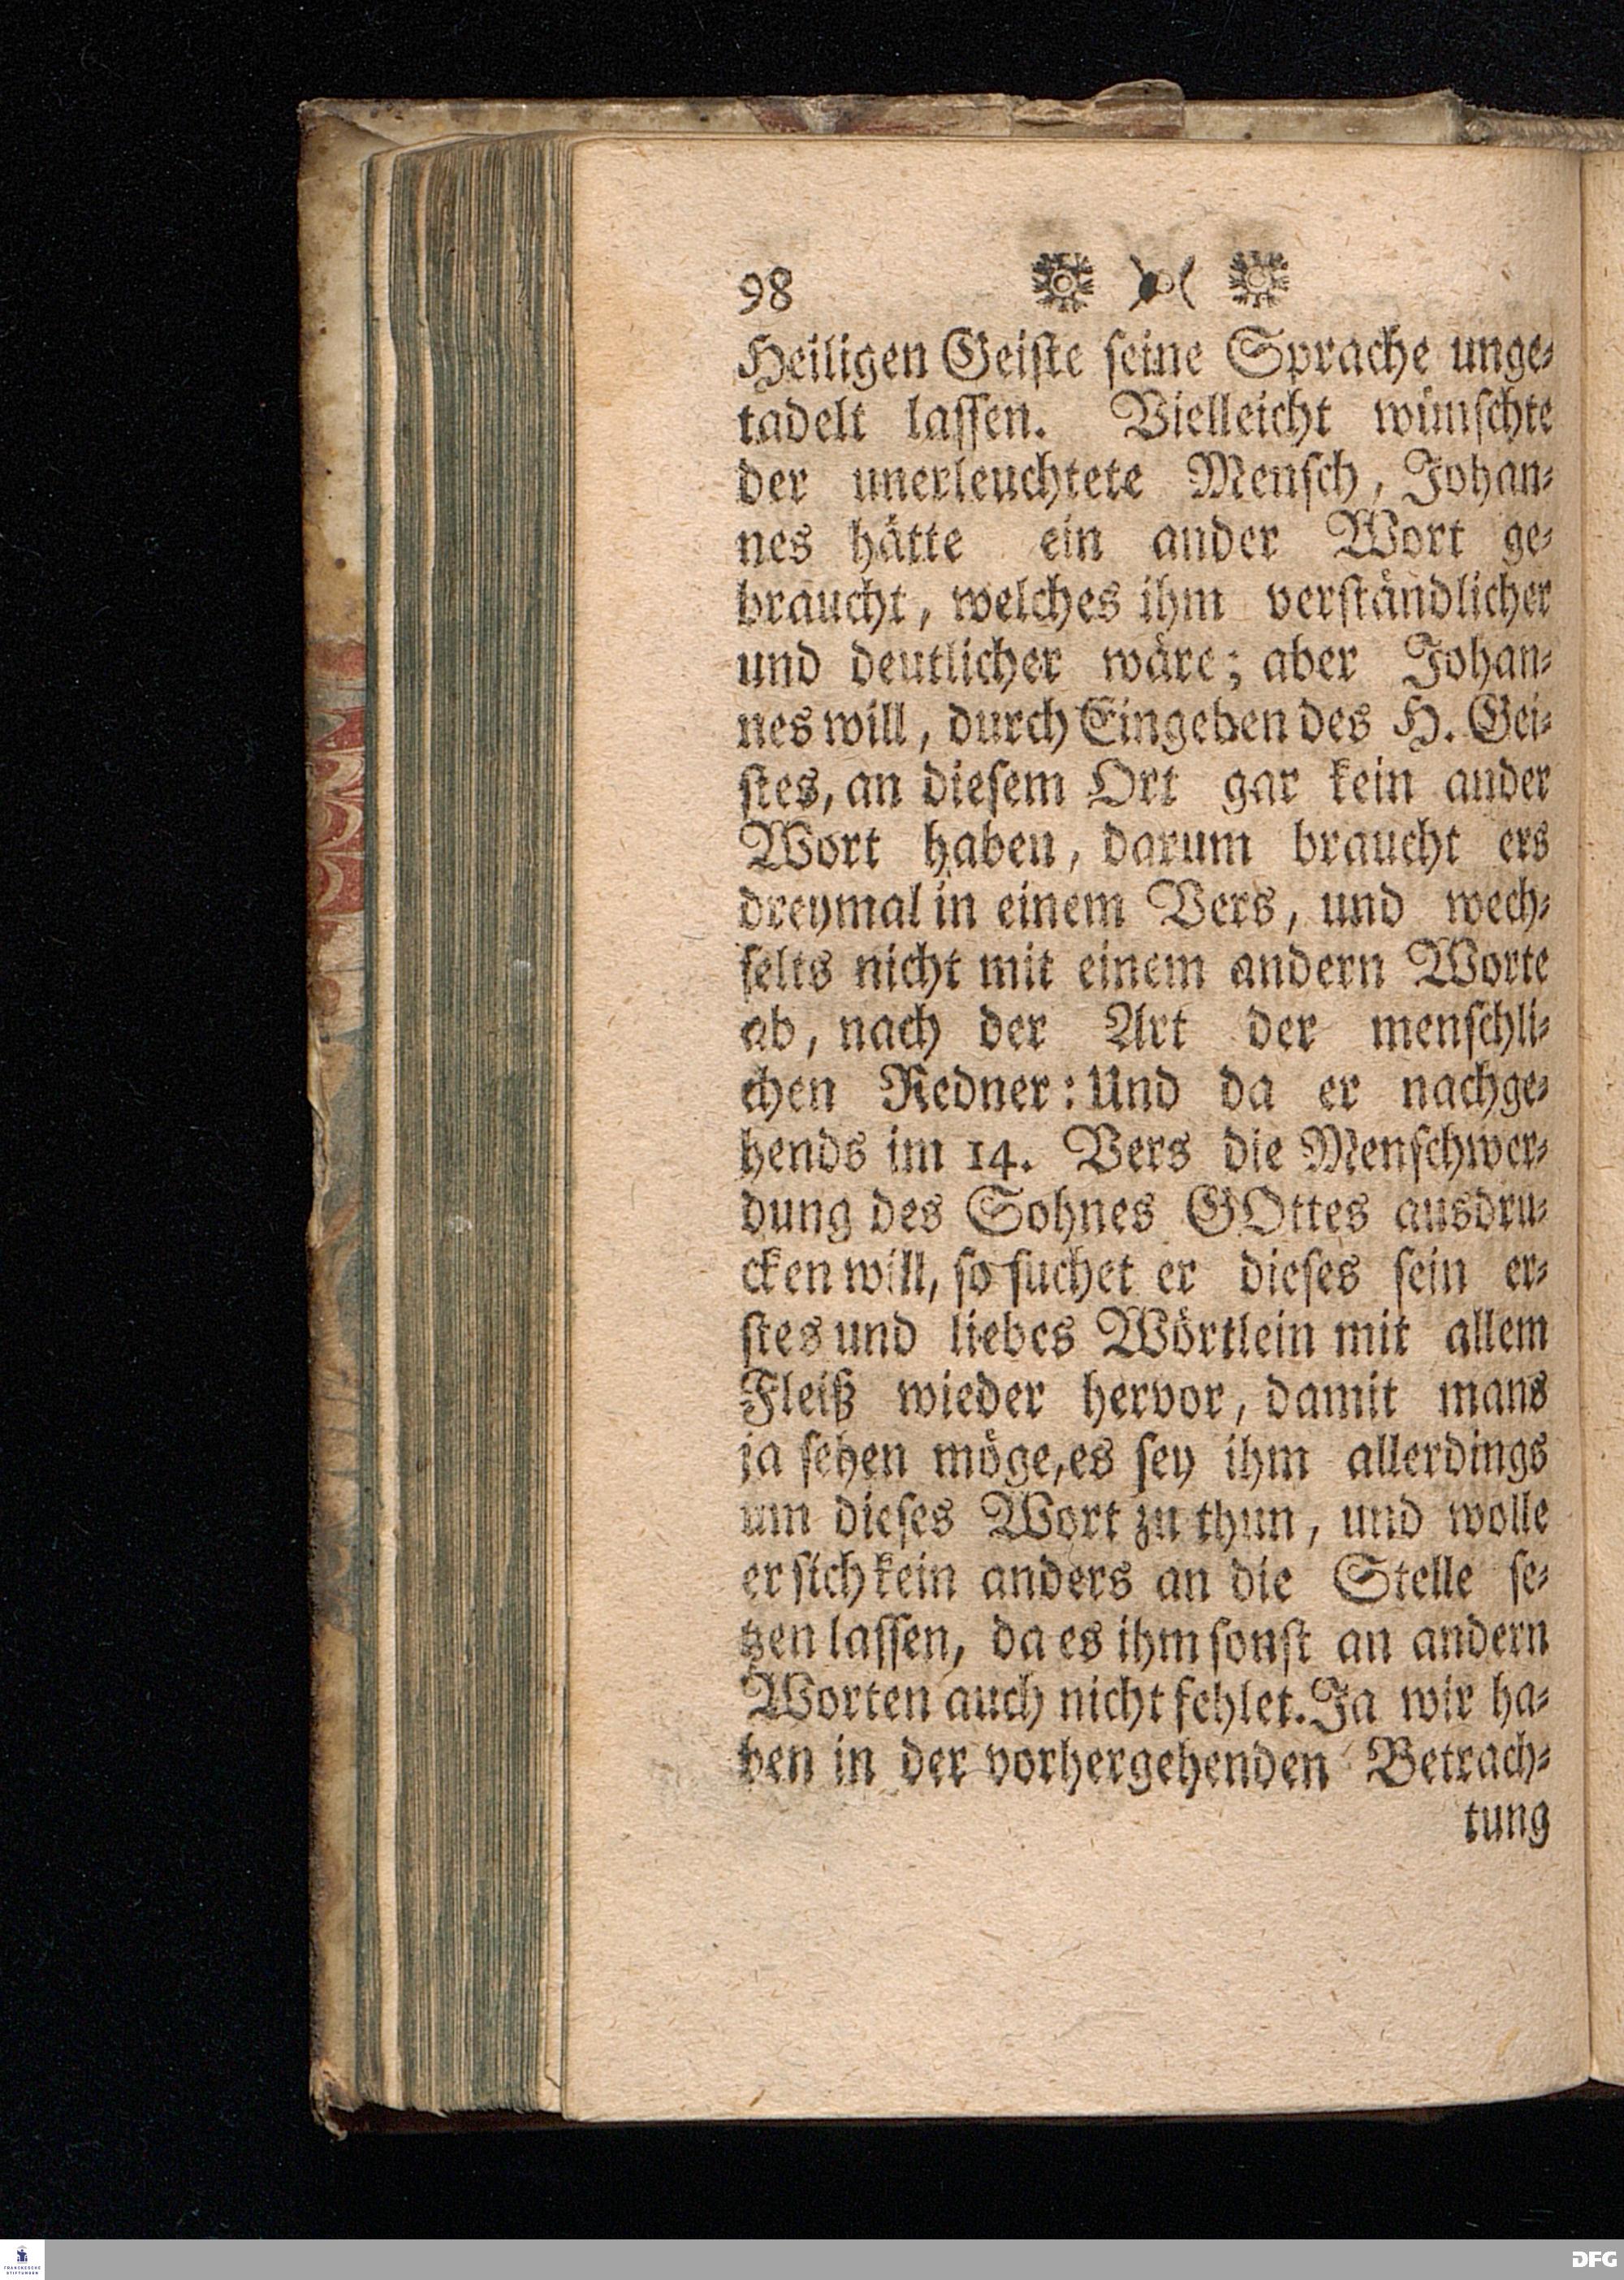 98
Heiligen Geiſte ſeine Sprache unge⸗
tadelt laſſen. Vielleicht wünſchte
der unerleuchtete Menſch, Johan⸗
nes hätte ein ander Wort ge⸗
braucht, welches ihm verſtändlicher
und deutlicher wäre; aber Johan⸗
nes will, durch Eingeben des H. Gei⸗
ſtes, an dieſem Ort gar kein ander
Wort haben, darum braucht ers
dreymal in einem Vers, und wech⸗
ſelts nicht mit einem andern Worte
ab, nach der Art der menſchli⸗
chen Redner: Und da er nachge⸗
hends im 14. Vers die Menſchwer⸗
dung des Sohnes GOttes ausdru⸗
cken will, ſo ſuchet er dieſes ſein er⸗
ſtes und liebes Wörtlein mit allem
Fleiß wieder hervor, damit mans
ja ſehen möge, es ſey ihm allerdings
um dieſes Wort zu thun, und wolle
er ſich kein anders an die Stelle ſe⸗
tzen laſſen, da es ihm ſonſt an andern
Worten auch nicht fehlet. Ja wir ha⸗
ben in der vorhergehenden Betrach⸗
tung
FRANCKESCHE
STIFTUNGEN
DFG